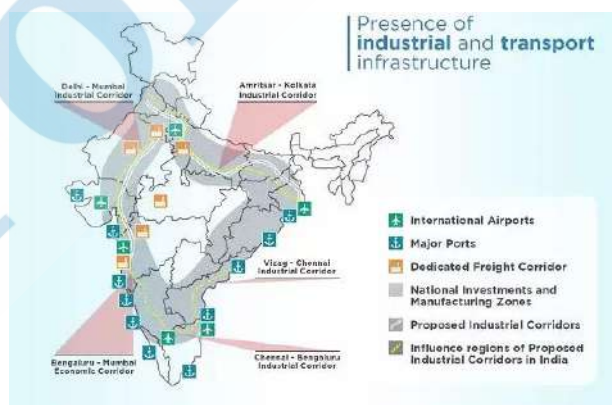 Presence of
industrial and transport
infrastructure
Delhi - Mumbai
Industrial Corridor
Amritsar - Kolkata
Industrial Corridor
Vizag - Chennai
Industrial Corridor
Bengaluru - Mumbai
Economic Corridor
Chennai - Bengaluru
Industrial Corridor
International Airports
Major Ports
Dedicated Freight Corridor
National Investments and
Manufacturing Zones
Proposed Industrial Corridors
Influence regions of Proposed
Industrial Corridors in India